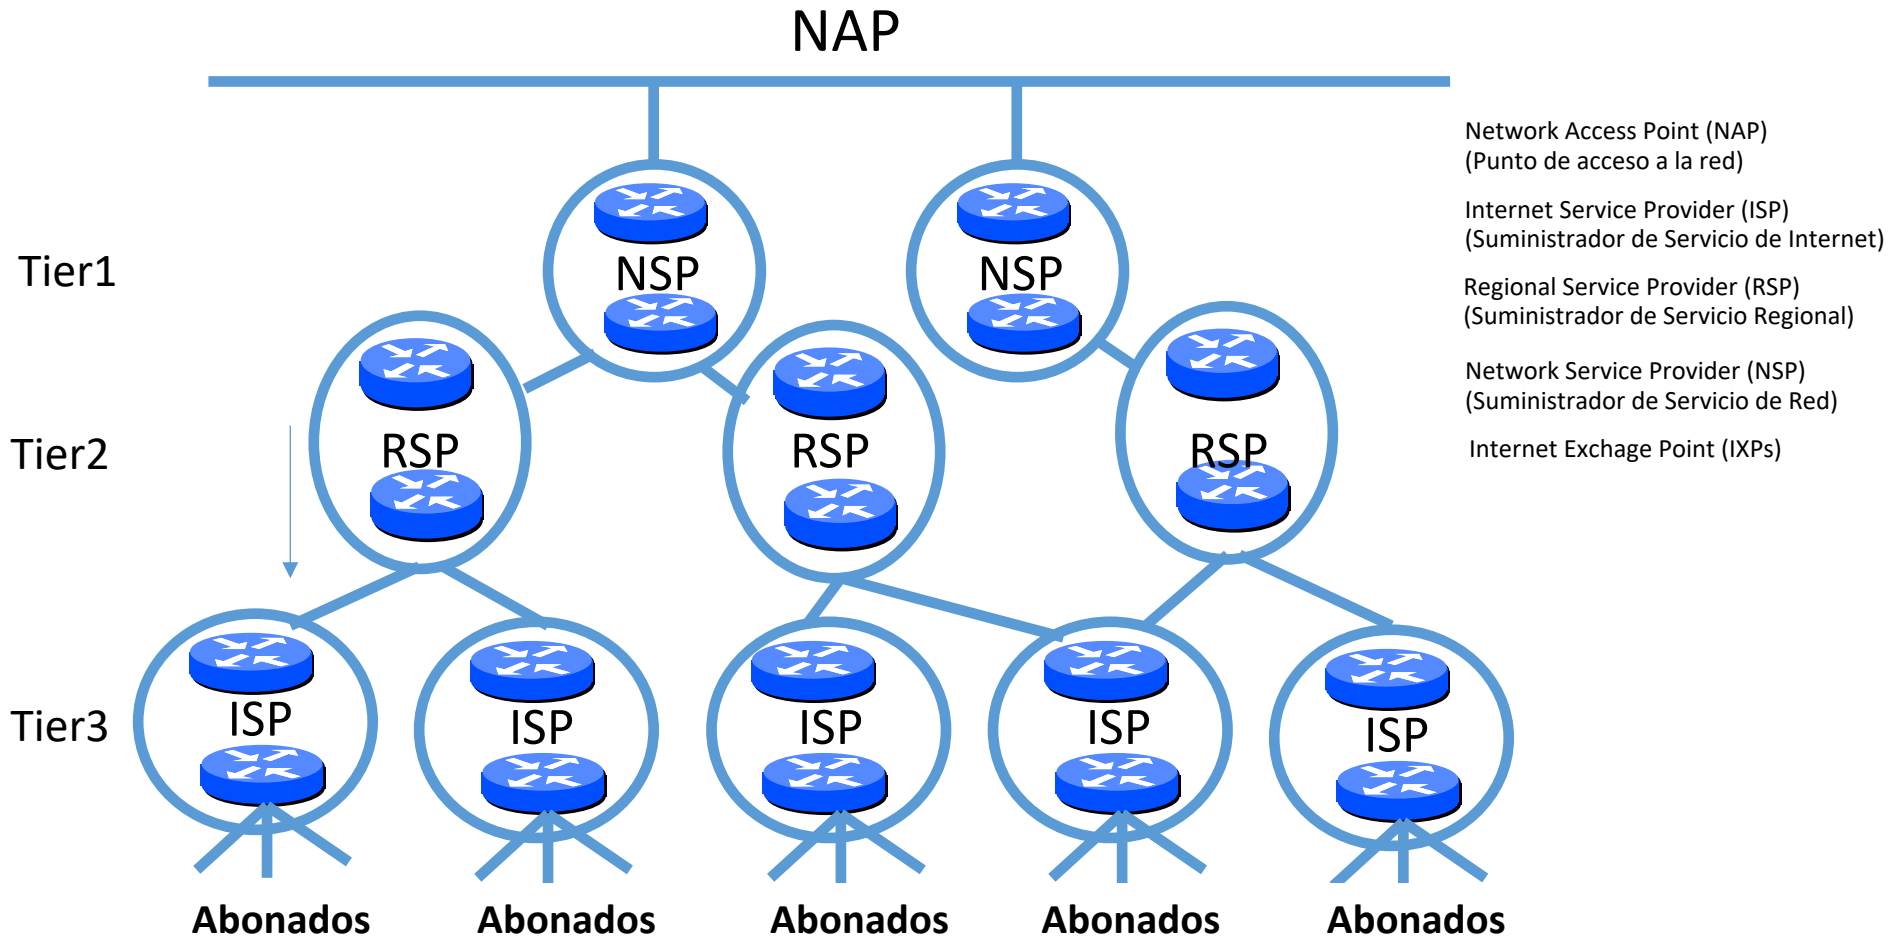 NAP
Network Access Point (NAP)
(Punto de acceso a la red)
Internet Service Provider (ISP)
(Suministrador de Servicio de Internet)
Tier1
NSP
NSP
Regional Service Provider (RSP)
(Suministrador de Servicio Regional)
Network Service Provider (NSP)
(Suministrador de Servicio de Red)
Internet Exchage Point (IXPs)
Tier2
RSP
RSP
RSP
Tier3
ISP
ISP
ISP
ISP
ISP
Abonados
Abonados
Abonados
Abonados
Abonados